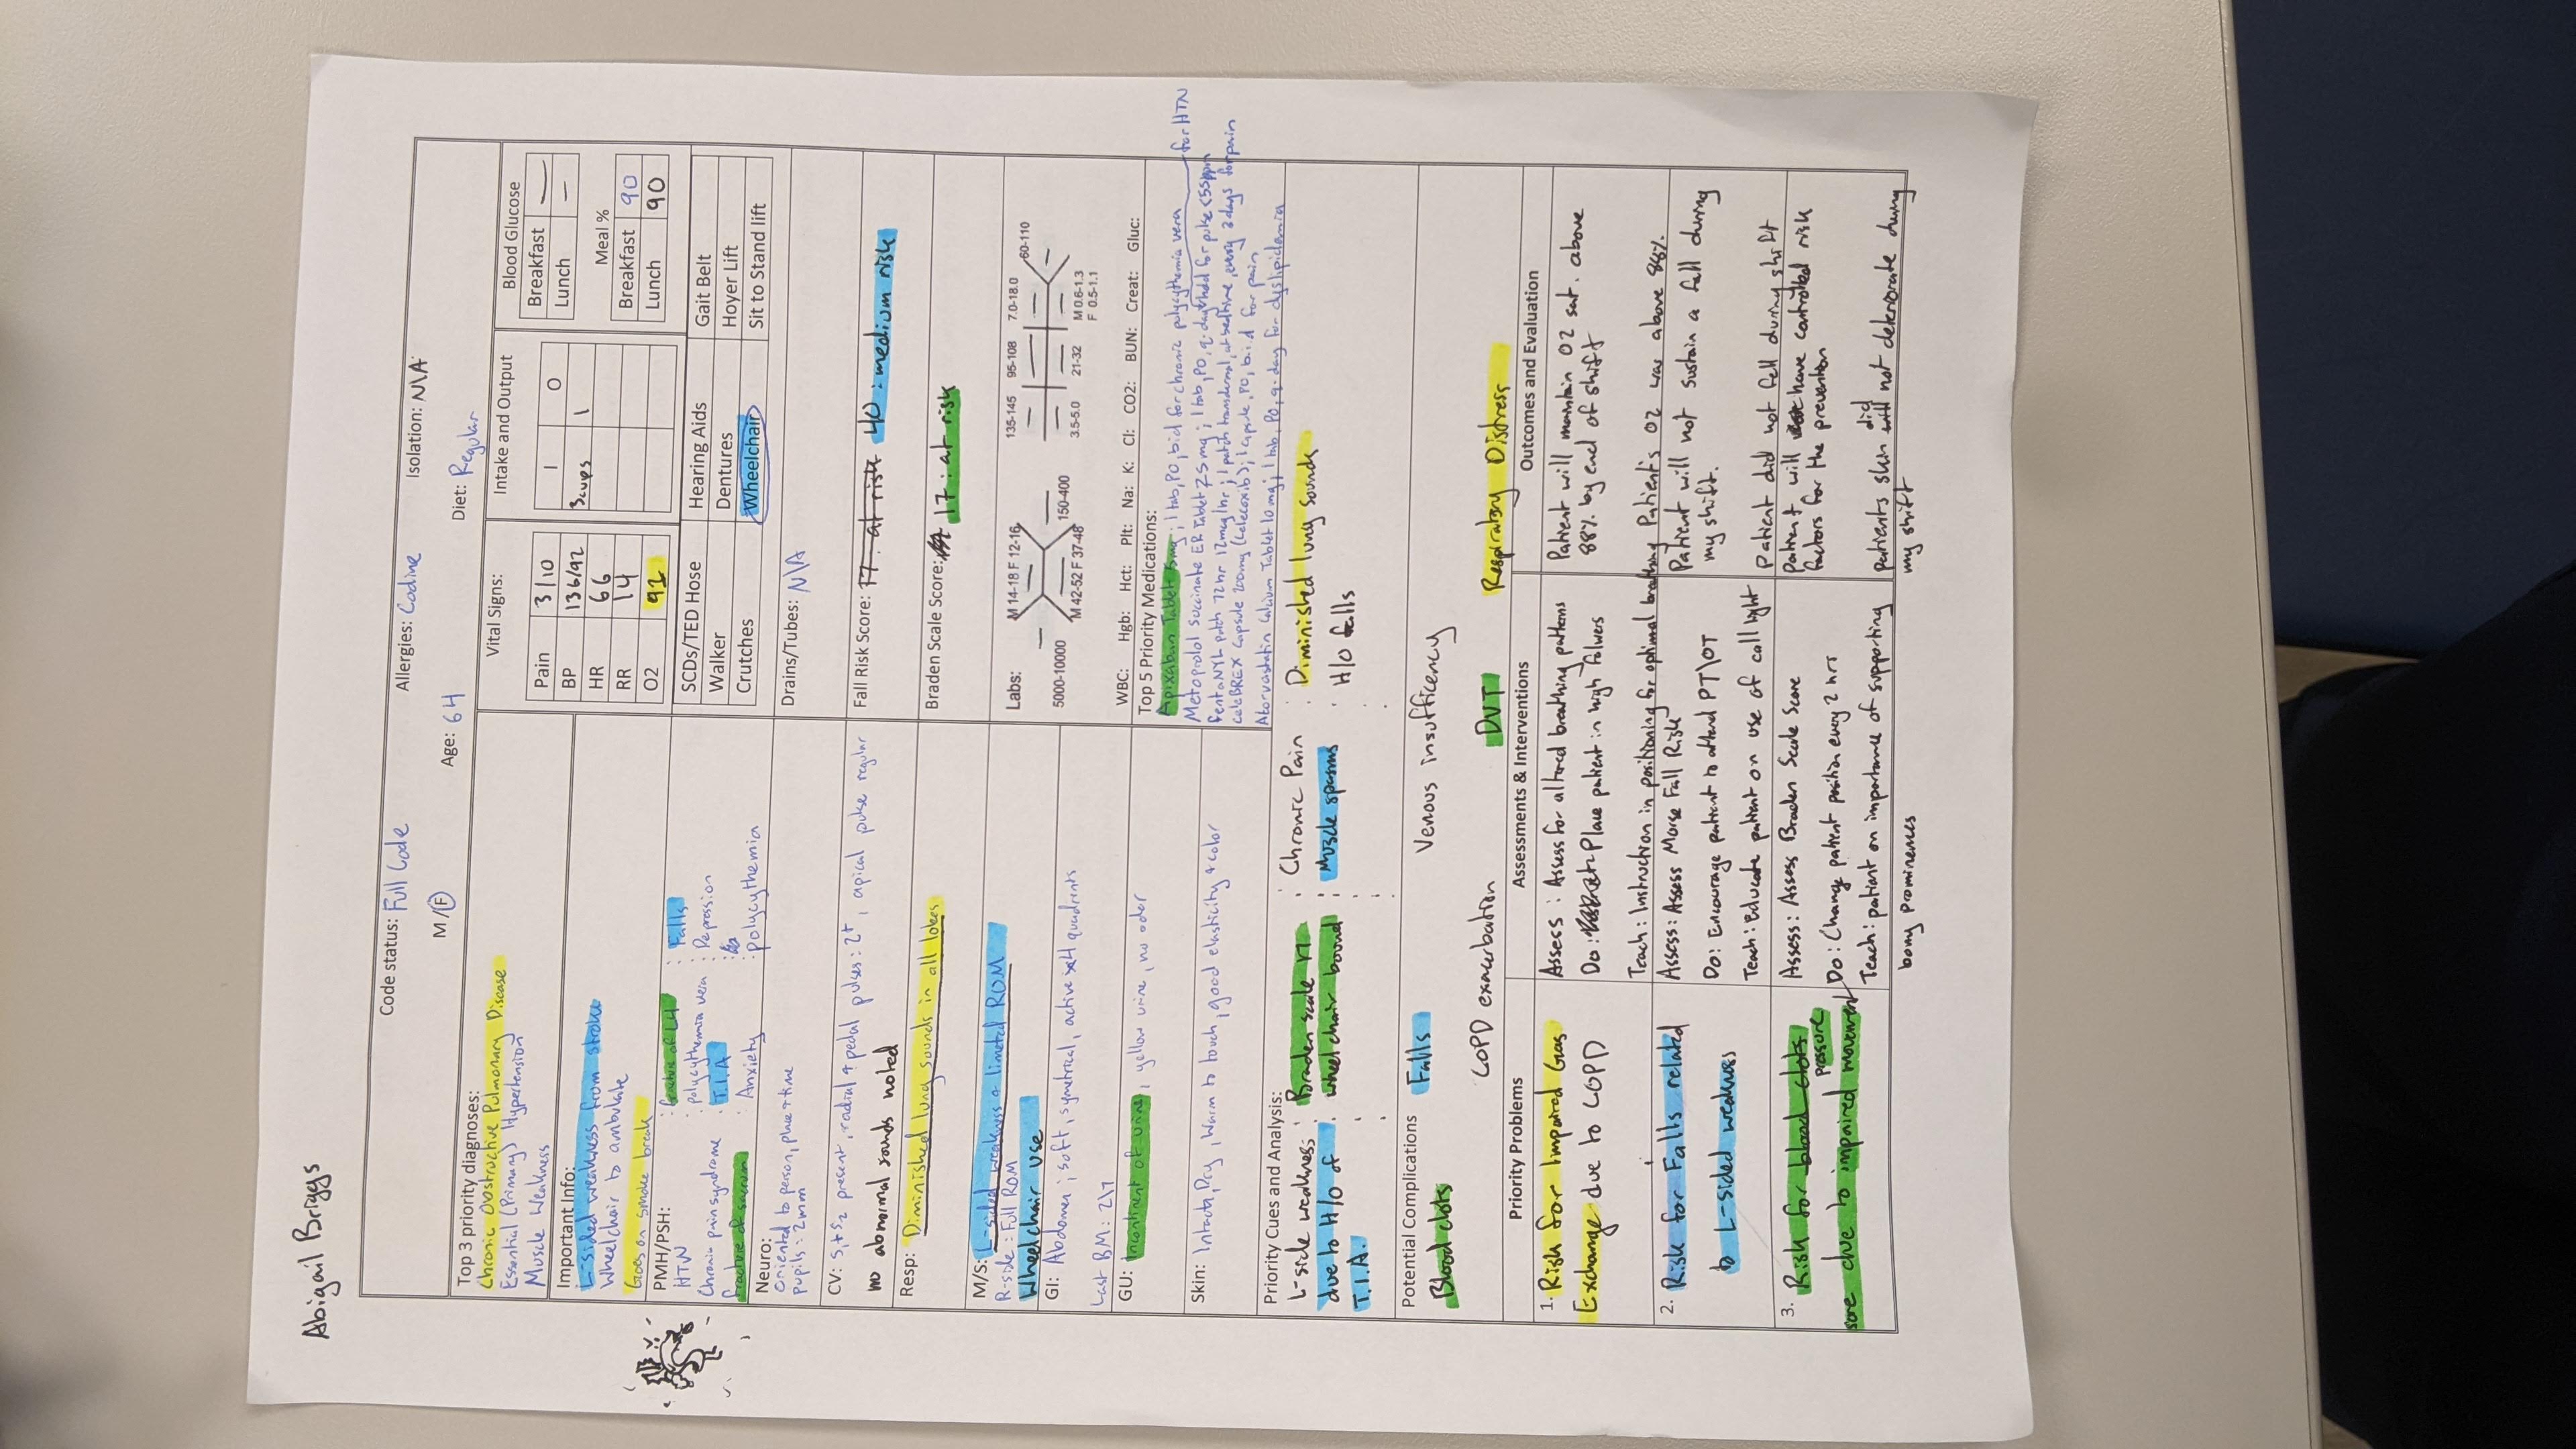 Abigail Briggs
Code status: Full Code
Allergies: Codine
Isolation: N\A
M / F
Age: 64
Diet: Regular
Top 3 priority diagnoses:
Chronic Obstructive Pulmonary Disease
Essential (Primary) Hypertension
Muscle Weakness
Important Info:
L-sided weakness from stroke
Wheelchair to ambulate
Goes on smoke break
PMH/PSH:
HTN
Chronic pain syndrome
fracture of sacrum
fracture of L4
polycythemia vera
T.I.A
Anxiety
Falls
Depression
polycythemia
Vital Signs:
Pain 3/10
BP 136/92
HR 66
RR 14
O2 92
Intake and Output
I O
3cups 1
Blood Glucose
Breakfast —
Lunch —
Meal %
Breakfast 90
Lunch 90
SCDs/TED Hose Hearing Aids Gait Belt
Walker Dentures Hoyer Lift
Crutches Wheelchair Sit to Stand lift
Neuro:
oriented to person, place + time
pupils: 2mm
Drains/Tubes: N\A
CV: S1+S2 present, radial + pedal pulses: 2+, apical pulse regular
no abnormal sounds noted
Fall Risk Score: 17: at risk 40: medium risk
Resp: Diminished lung sounds in all lobes
Braden Scale Score: 17: at risk
M/S: L-sided weakness + limited ROM
R-side: Full ROM
Wheelchair use
Labs:
M 14-18 F 12-16
5000-10000
150-400
M 42-52 F 37-48
135-145 95-108 7.0-18.0
60-110
3.5-5.0 21-32 M 0.6-1.3
F 0.5-1.1
WBC: Hgb: Hct: Plt: Na: K: Cl: CO2: BUN: Creat: Gluc:
GI: Abdomen; soft, symetrical, active x4 quadrents
Last BM: 2\7
GU: Incontinent of urine, yellow urine, no odor
Skin: Intact, Dry, Warm to touch, good elasticity + color
Top 5 Priority Medications:
Apixaban Tablet 5mg; 1 tab, PO, bid for chronic polycythemia vera
Metoprolol Succinate ER Tablet 25mg; 1 tab, PO, q-day hold for pulse <55bpm for HTN
fentaNYL patch 72hr 12mcg/hr; 1 patch transdermal, at bedtime, every 3 days for pain
celeBREX capsule 200mg (celecoxib); 1 capsule, PO, b.i.d for pain
Atorvastatin Calcium Tablet 10mg; 1 tab, PO, q-day for dyslipidemia
Priority Cues and Analysis:
L-side weakness
due to H/o of
T.I.A.
Braden scale 17
wheelchair bound
Chronic Pain
Muscle spasms
Diminished lung sounds
H/o falls
Potential Complications
Falls
Venous insufficency
Blood clots
COPD exacurbation
DVT
Respiratory Distress
Priority Problems
Assessments & Interventions
Outcomes and Evaluation
1. Risk for Impaired Gas
Exchange due to COPD
Assess: Assess for altered breathing patterns
Do: Place patient in high folwers
Teach: Instruction in positioning for optimal breathing
Patient will maintain O2 sat. above
88% by end of shift
Patient's O2 was above 88%.
2. Risk for Falls related
to L-sided weakness
Assess: Assess Morse Fall Risk
Do: Encourage patient to attend PT\OT
Teach: Educate patient on use of call light
Patient will not sustain a fall during
my shift.
patient did not fell during shift
3. Risk for blood clots
pressure
sore due to impaired movement
Assess: Assess Braden Scale Score
Do: Change patient position every 2 hrs
Teach: patient on importance of supporting
bony prominences
patient will have controlled risk
factors for the prevention
patients skin did not deteriorate during
my shift